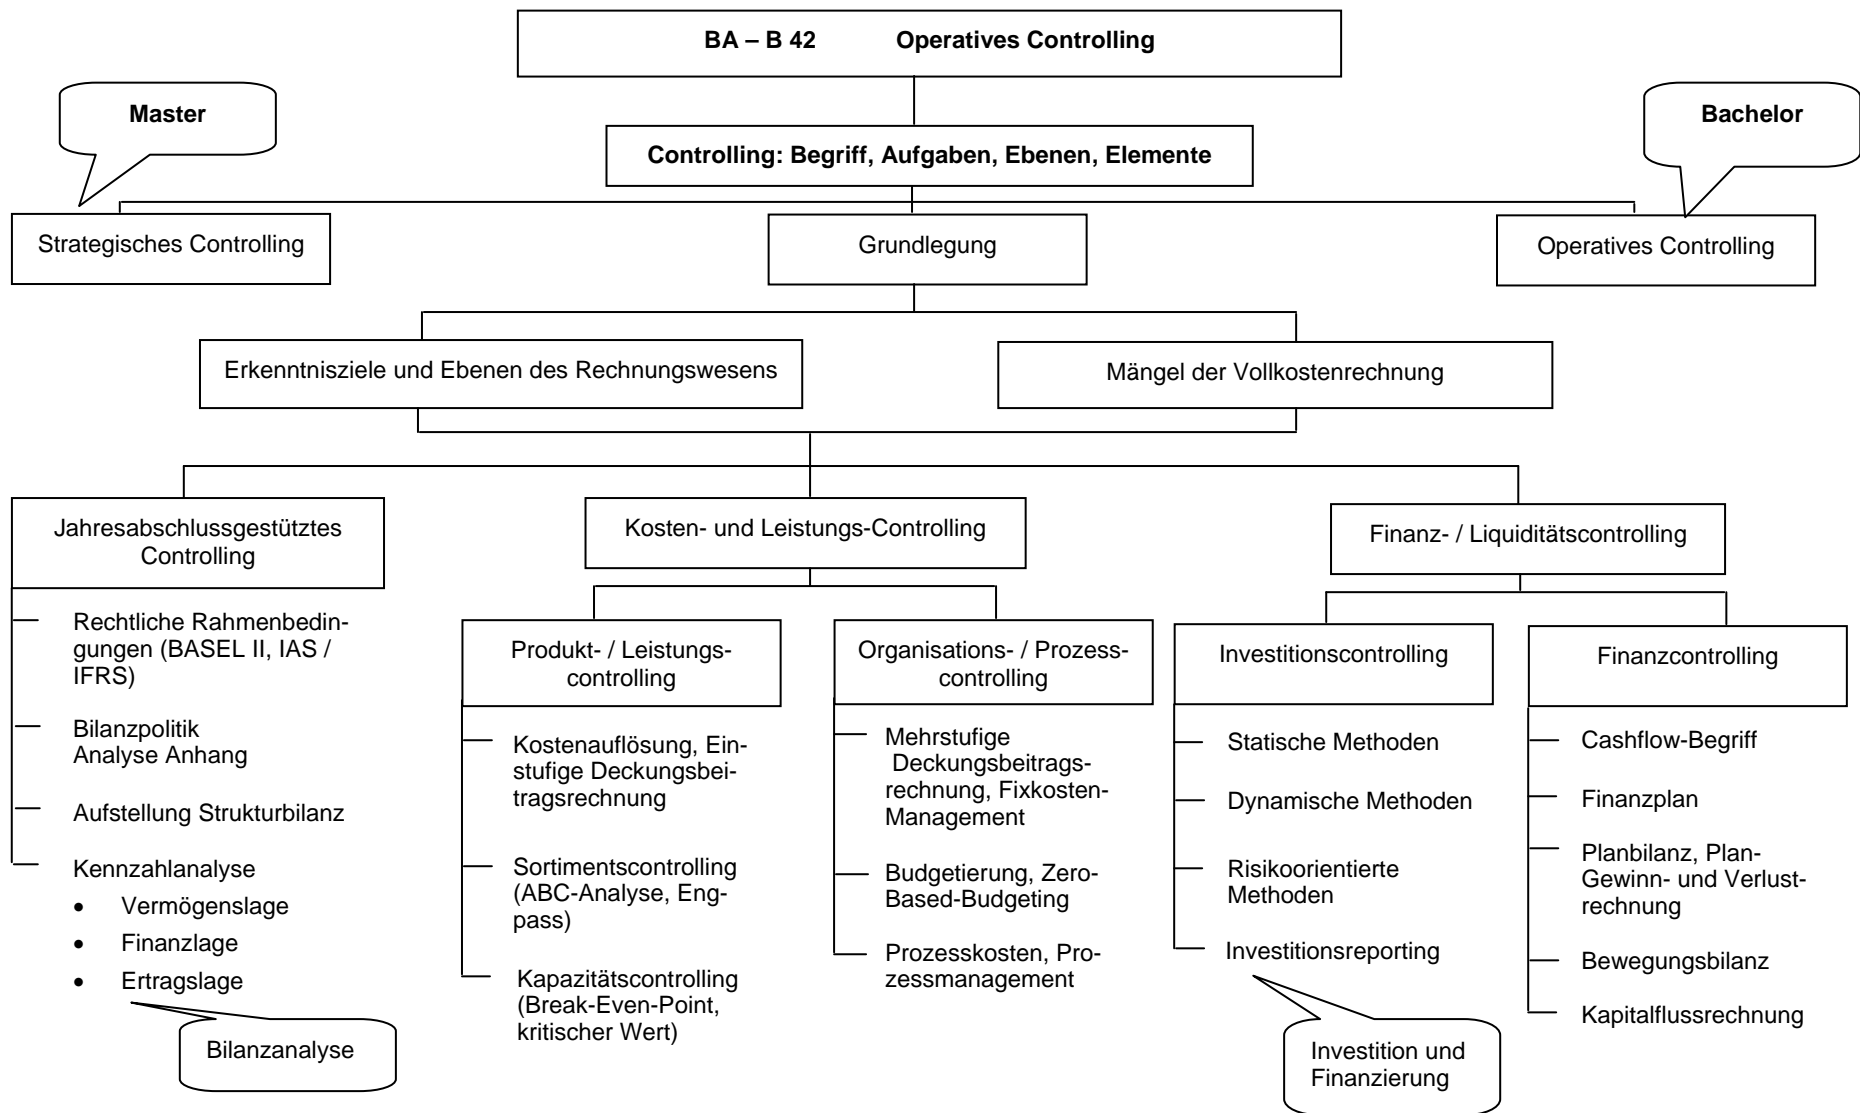 BA – B 42 Operatives Controlling
Master
Bachelor
Controlling: Begriff, Aufgaben, Ebenen, Elemente
Strategisches Controlling
Grundlegung
Operatives Controlling
Erkenntnisziele und Ebenen des Rechnungswesens
Mängel der Vollkostenrechnung
Jahresabschlussgestütztes
Controlling
Kosten- und Leistungs-Controlling
Finanz- / Liquiditätscontrolling
Rechtliche Rahmenbedin-
gungen (BASEL II, IAS /
IFRS)
Bilanzpolitik
Analyse Anhang
Aufstellung Strukturbilanz
Kennzahlanalyse
• Vermögenslage
• Finanzlage
• Ertragslage
Bilanzanalyse
Produkt- / Leistungs-
controlling
Kostenauflösung, Ein-
stufige Deckungsbei-
tragsrechnung
Sortimentscontrolling
(ABC-Analyse, Eng-
pass)
Kapazitätscontrolling
(Break-Even-Point,
kritischer Wert)
Organisations- / Prozess-
controlling
Mehrstufige
Deckungsbeitrags-
rechnung, Fixkosten-
Management
Budgetierung, Zero-
Based-Budgeting
Prozesskosten, Pro-
zessmanagement
Investitionscontrolling
Statische Methoden
Dynamische Methoden
Risikoorientierte
Methoden
Investitionsreporting
Investition und
Finanzierung
Finanzcontrolling
Cashflow-Begriff
Finanzplan
Planbilanz, Plan-
Gewinn- und Verlust-
rechnung
Bewegungsbilanz
Kapitalflussrechnung